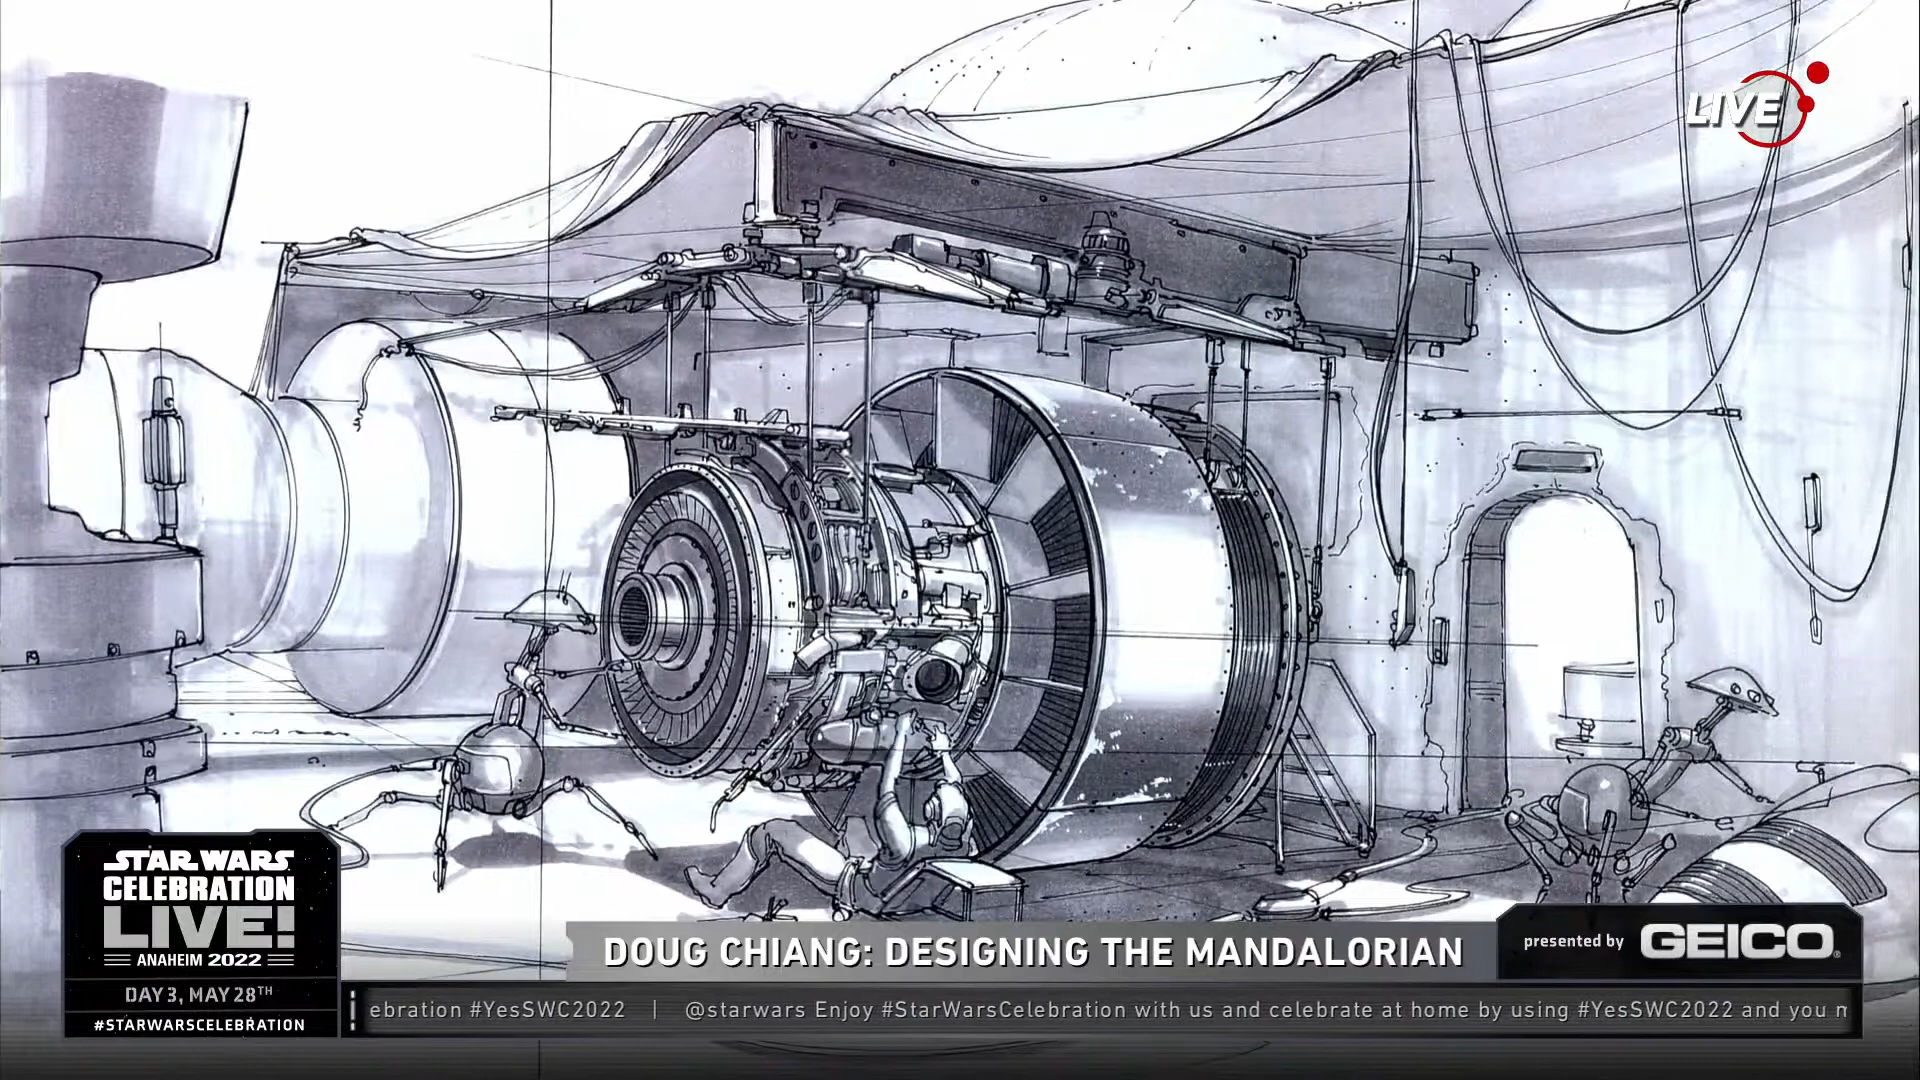 LIVE
DOUG CHIANG: DESIGNING THE MANDALORIAN
presented by GEICO
STAR WARS
CELEBRATION
LIVE!
ANAHEIM 2022
DAY 3, MAY 28TH
#STARWARSCELEBRATION
ebration #YesSWC2022 | @starwars Enjoy #StarWarsCelebration with us and celebrate at home by using #YesSWC2022 and you m